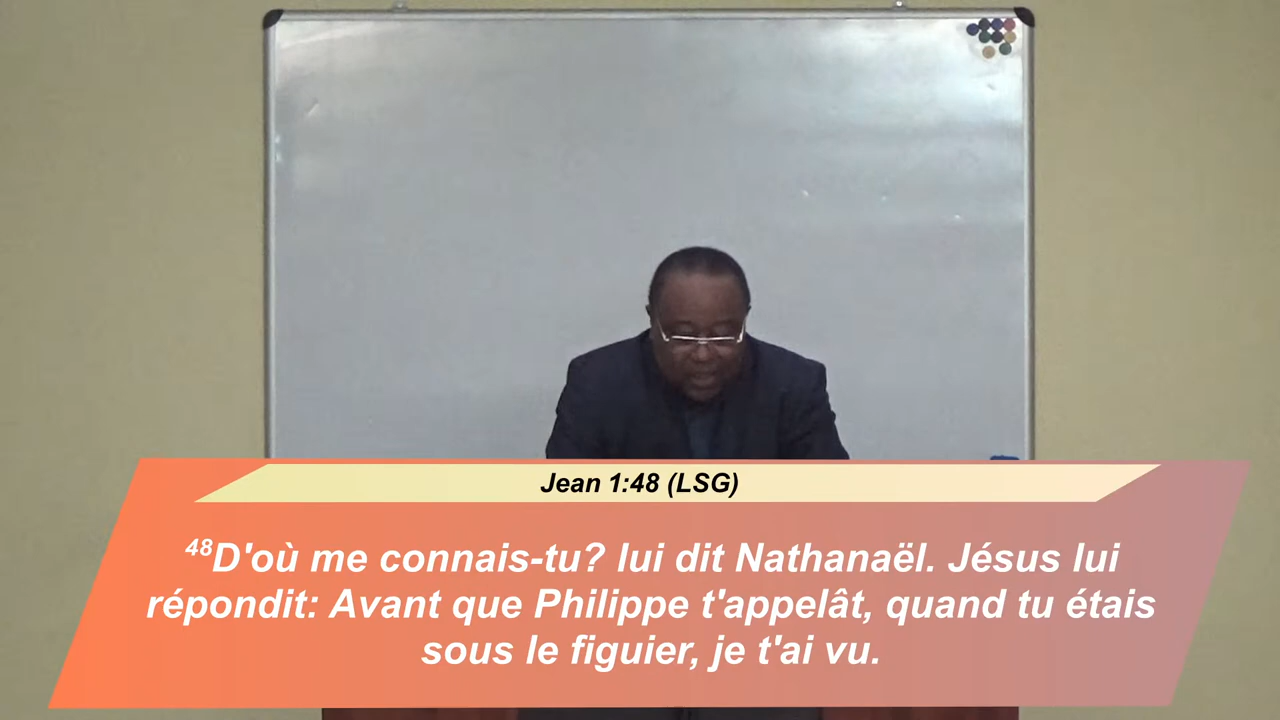 Jean 1:48 (LSG)
⁴⁸D'où me connais-tu? lui dit Nathanaël. Jésus lui
répondit: Avant que Philippe t'appelât, quand tu étais
sous le figuier, je t'ai vu.